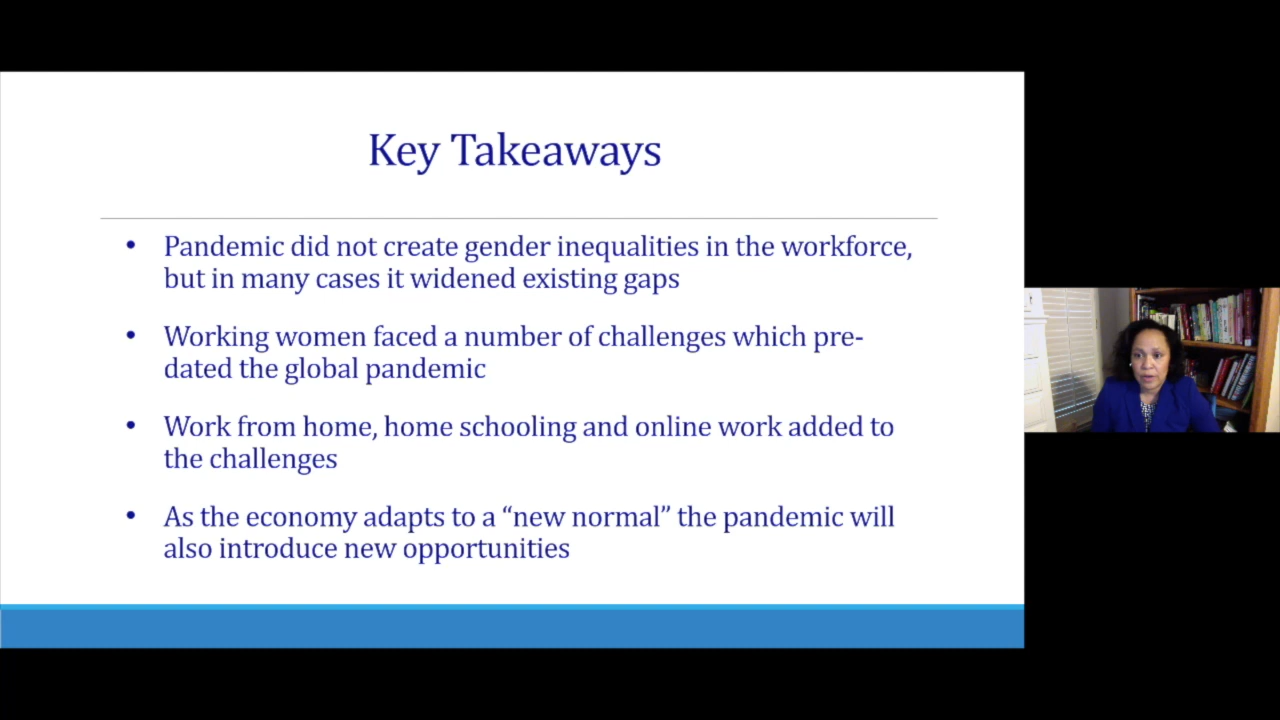 Key Takeaways
• Pandemic did not create gender inequalities in the workforce,
but in many cases it widened existing gaps
• Working women faced a number of challenges which pre-
dated the global pandemic
• Work from home, home schooling and online work added to
the challenges
• As the economy adapts to a “new normal” the pandemic will
also introduce new opportunities